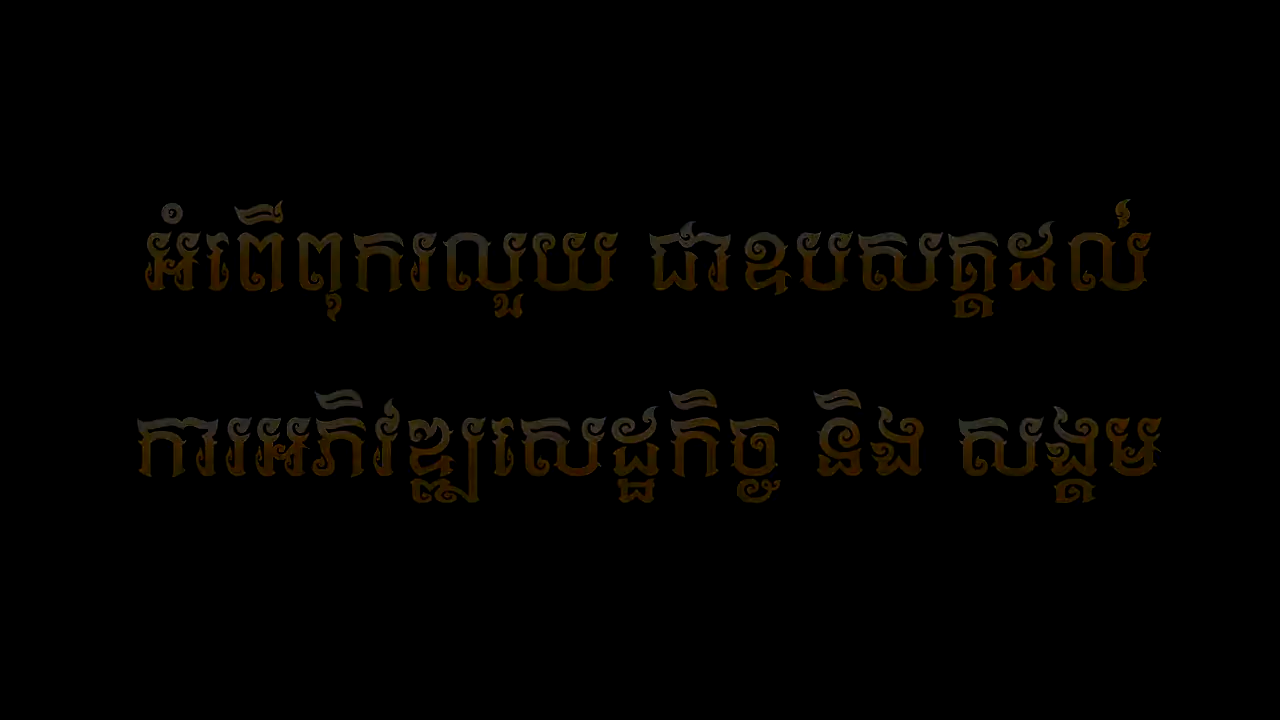 អំពើពុករលួយ ជាឧបសគ្គដល់
ការអភិវឌ្ឍសេដ្ឋកិច្ច និង សង្គម